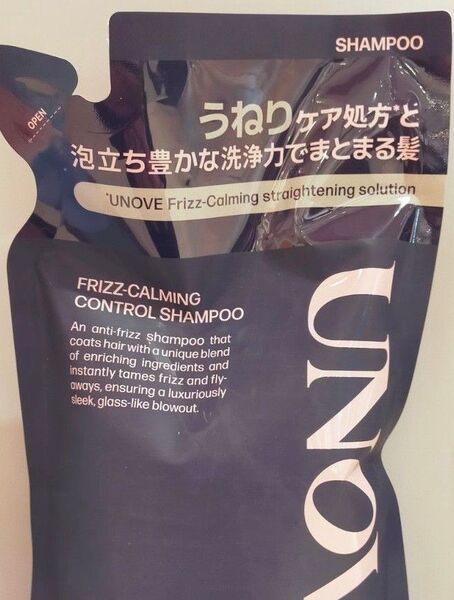 SHAMPOO
OPEN
うねりケア処方*と
泡立ち豊かな洗浄力でまとまる髪
*UNOVE Frizz-Calming straightening solution
FRIZZ-CALMING
CONTROL SHAMPOO
An anti-frizz shampoo that
coats hair with a unique blend
of enriching ingredients and
instantly tames frizz and fly-
aways, ensuring a luxuriously
sleek, glass-like blowout.
UNOV